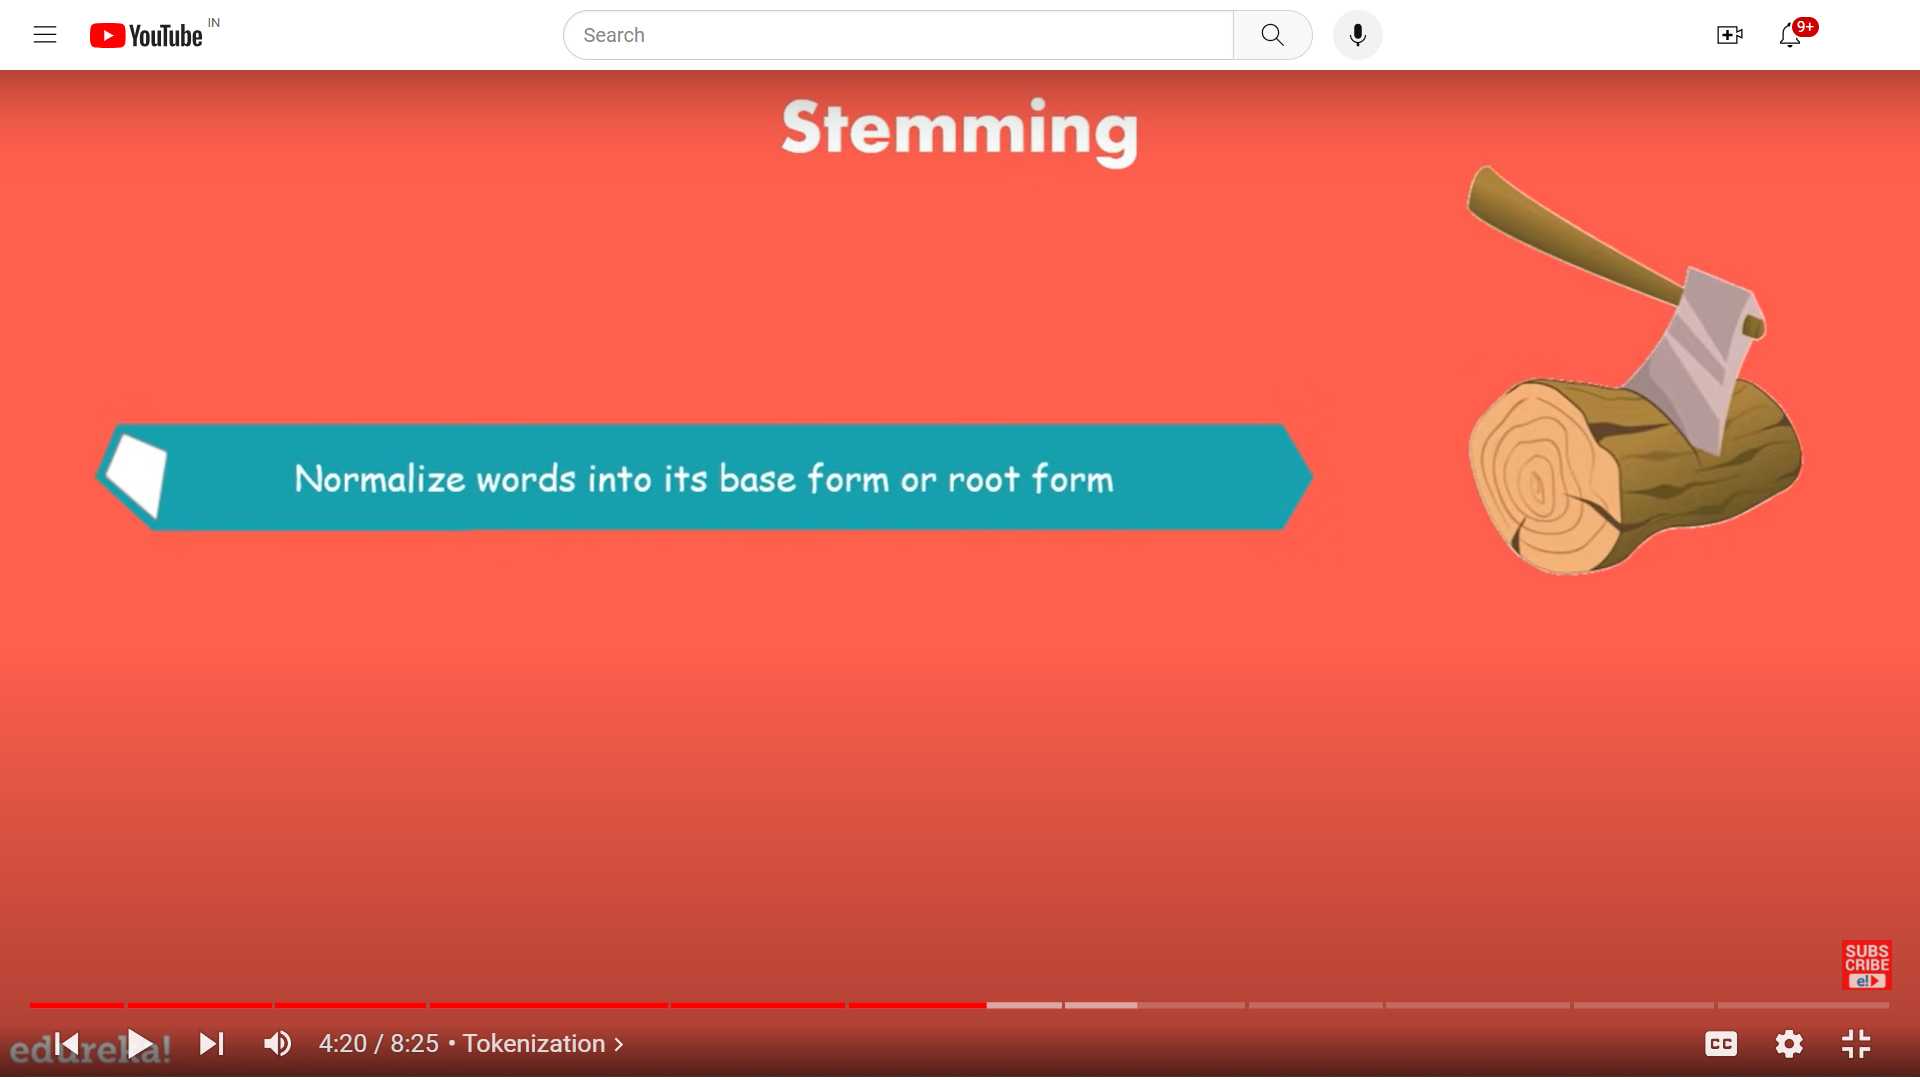 YouTube IN
Search
9+
Stemming
Normalize words into its base form or root form
SUBS
CRIBE
e!
edureka!
4:20 / 8:25 • Tokenization >
CC